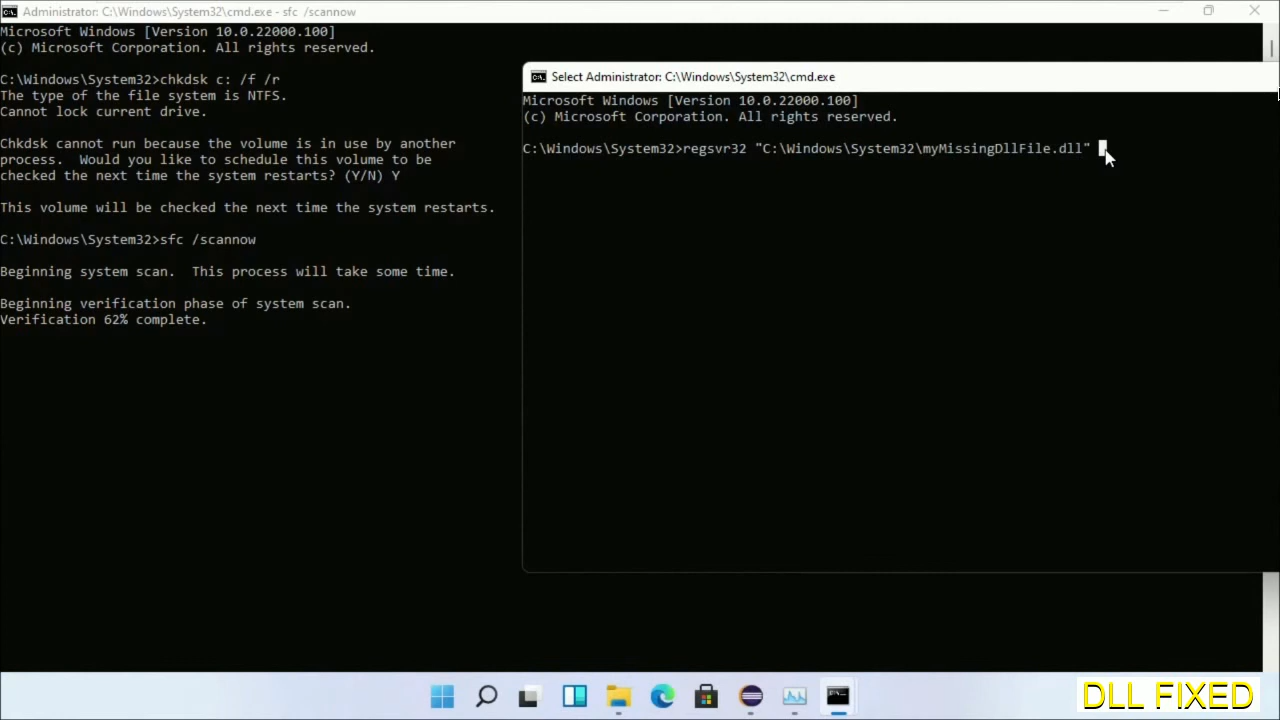 Administrator: C:\Windows\System32\cmd.exe - sfc /scannow
Microsoft Windows [Version 10.0.22000.100]
(c) Microsoft Corporation. All rights reserved.
C:\Windows\System32>chkdsk c: /f /r
The type of the file system is NTFS.
Cannot lock current drive.
Chkdsk cannot run because the volume is in use by another
process.  Would you like to schedule this volume to be
checked the next time the system restarts? (Y/N) Y
This volume will be checked the next time the system restarts.
C:\Windows\System32>sfc /scannow
Beginning system scan.  This process will take some time.
Beginning verification phase of system scan.
Verification 62% complete.
Select Administrator: C:\Windows\System32\cmd.exe
Microsoft Windows [Version 10.0.22000.100]
(c) Microsoft Corporation. All rights reserved.
C:\Windows\System32>regsvr32 "C:\Windows\System32\myMissingDllFile.dll"
DLL FIXED